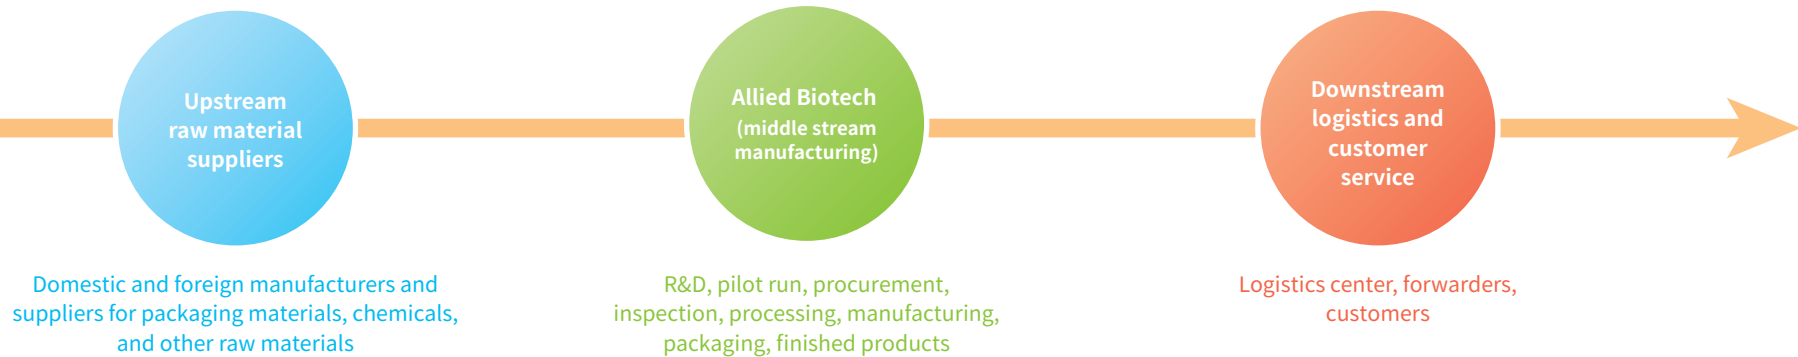 Upstream
raw material
suppliers
Domestic and foreign manufacturers and
suppliers for packaging materials, chemicals,
and other raw materials
Allied Biotech
(middle stream
manufacturing)
R&D, pilot run, procurement,
inspection, processing, manufacturing,
packaging, finished products
Downstream
logistics and
customer
service
Logistics center, forwarders,
customers